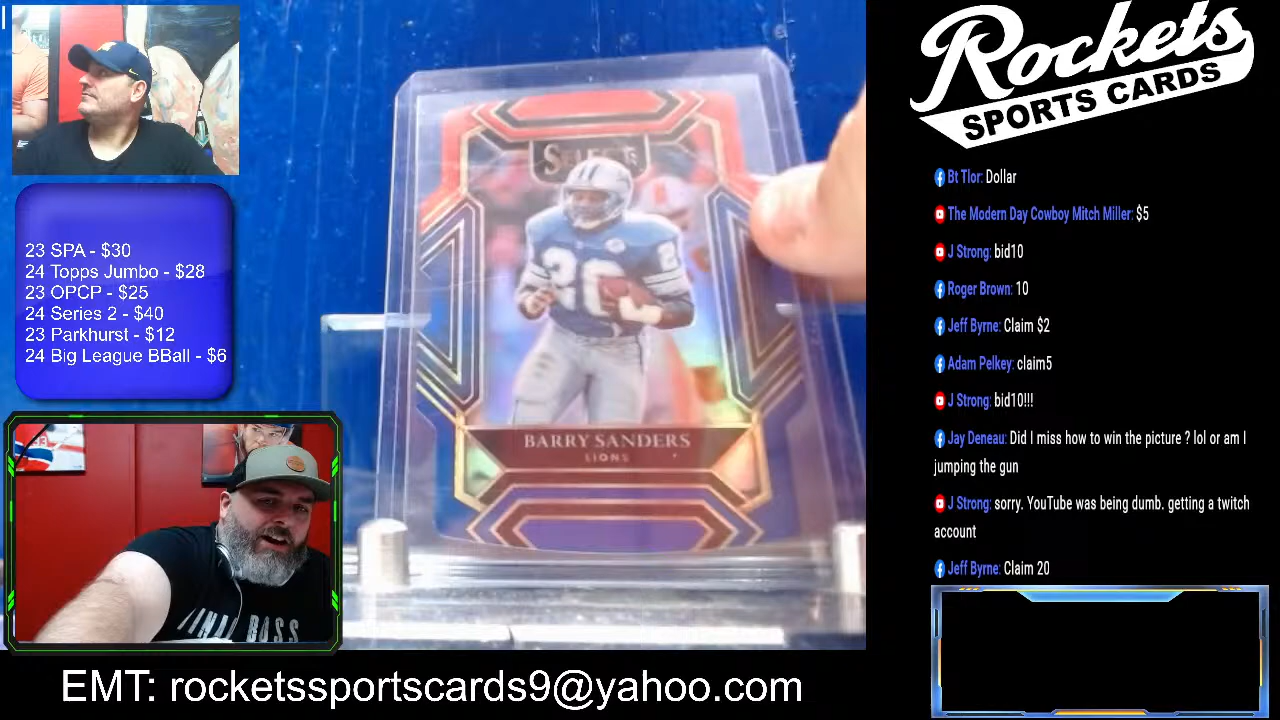 23 SPA - $30
24 Topps Jumbo - $28
23 OPCP - $25
24 Series 2 - $40
23 Parkhurst - $12
24 Big League BBall - $6
SELECT
BARRY SANDERS
LIONS
BOSS
Rockets
SPORTS CARDS
Bt Tlor: Dollar
The Modern Day Cowboy Mitch Miller: $5
J Strong: bid10
Roger Brown: 10
Jeff Byrne: Claim $2
Adam Pelkey: claim5
J Strong: bid10!!!
Jay Deneau: Did I miss how to win the picture ? lol or am I
jumping the gun
J Strong: sorry. YouTube was being dumb. getting a twitch
account
Jeff Byrne: Claim 20
EMT: rocketssportscards9@yahoo.com